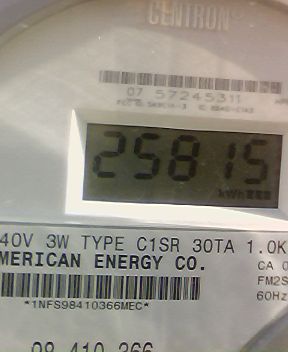 CENTRON®
07 57245311
25815
kWh
40V 3W TYPE C1SR 30TA 1.0K
MERICAN ENERGY CO.
CA 0
FM2S
60Hz
*1NFS98410366MEC*
98 410 366